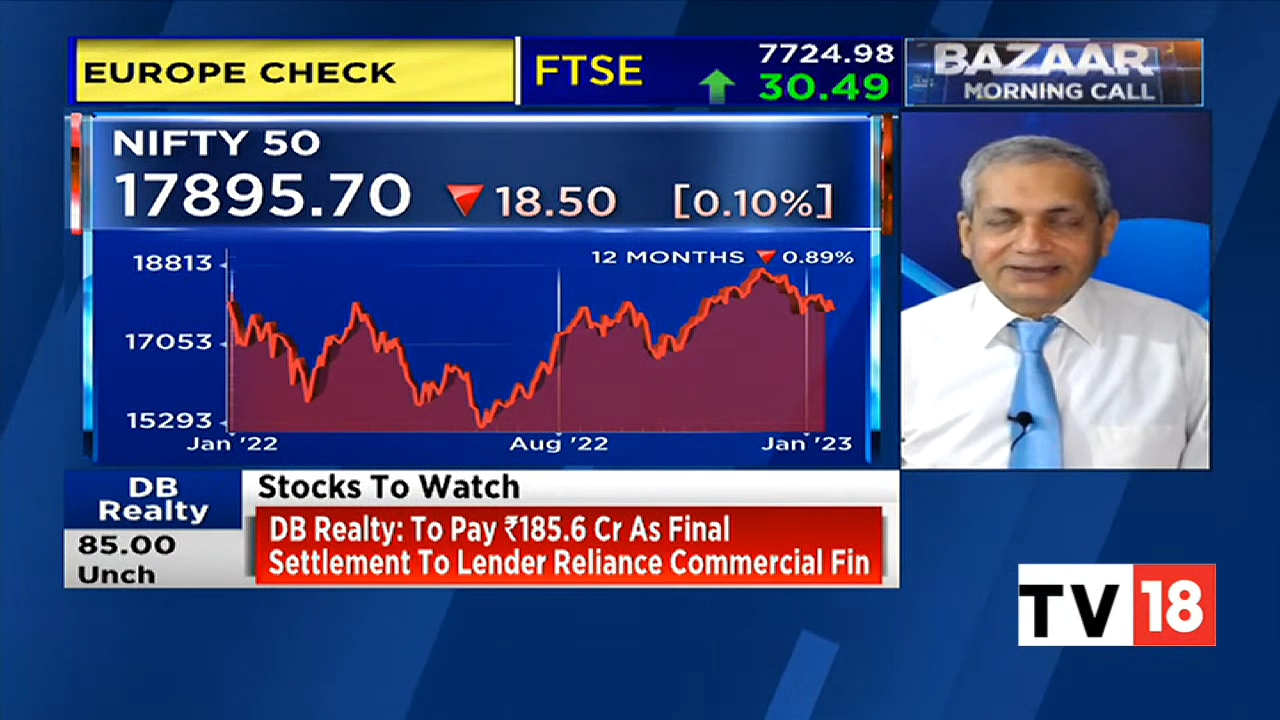 EUROPE CHECK
FTSE
7724.98
30.49
BAZAAR
MORNING CALL
NIFTY 50
17895.70 18.50 [0.10%]
12 MONTHS 0.89%
18813
17053
15293
Jan '22 Aug '22 Jan '23
DB
Realty
85.00
Unch
Stocks To Watch
DB Realty: To Pay ₹185.6 Cr As Final
Settlement To Lender Reliance Commercial Fin
TV18